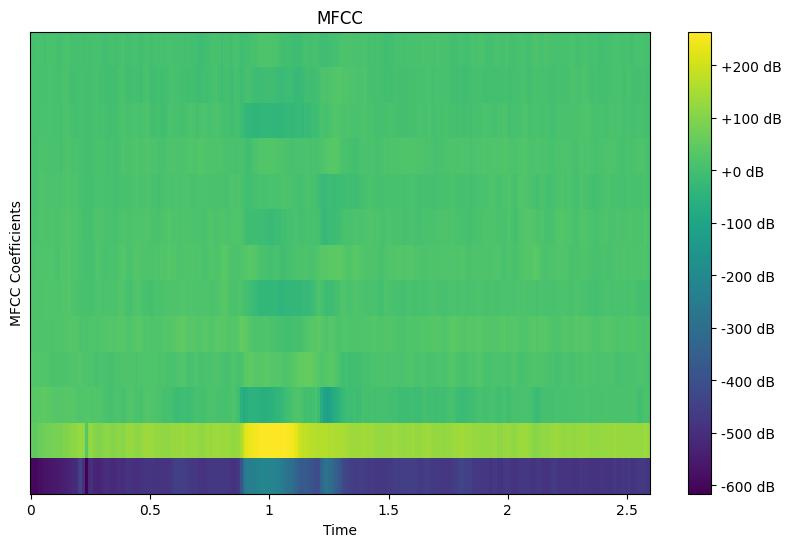 MFCC
MFCC Coefficients
+200 dB
+100 dB
+0 dB
-100 dB
-200 dB
-300 dB
-400 dB
-500 dB
-600 dB
0 0.5 1 1.5 2 2.5
Time